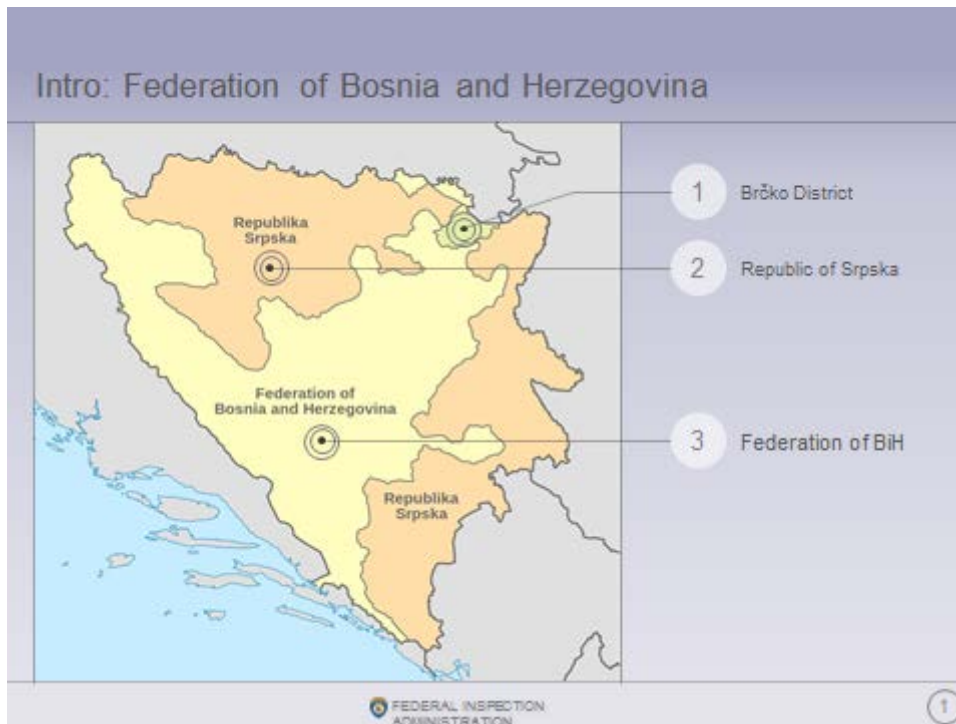 Intro: Federation of Bosnia and Herzegovina
Republika
Srpska
Federation of
Bosnia and Herzegovina
Republika
Srpska
1 Brčko District
2 Republic of Srpska
3 Federation of BiH
FEDERAL INSPECTION
ADMINISTRATION
1